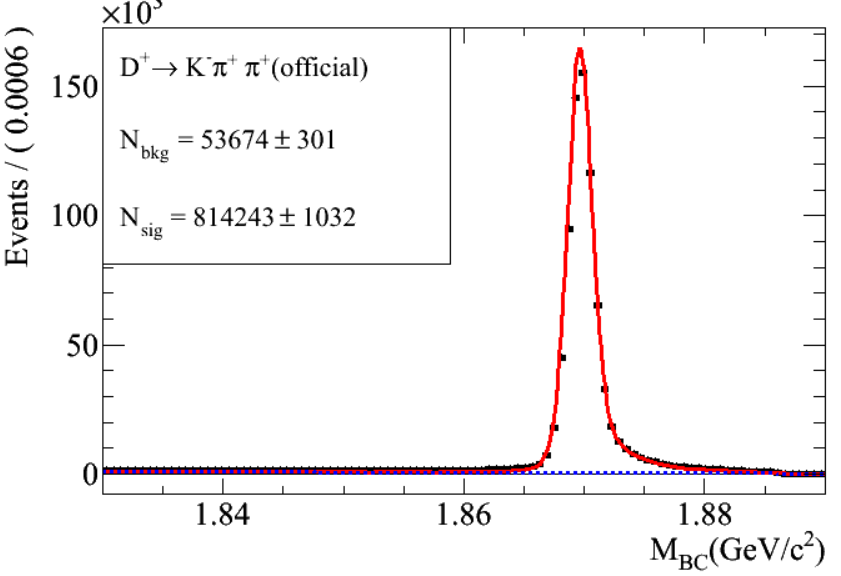 ×10³
D⁺→ K⁻π⁺ π⁺(official)
N_bkg = 53674 ± 301
N_sig = 814243 ± 1032
Events / ( 0.0006 )
150
100
50
0
1.84 1.86 1.88
M_BC(GeV/c²)